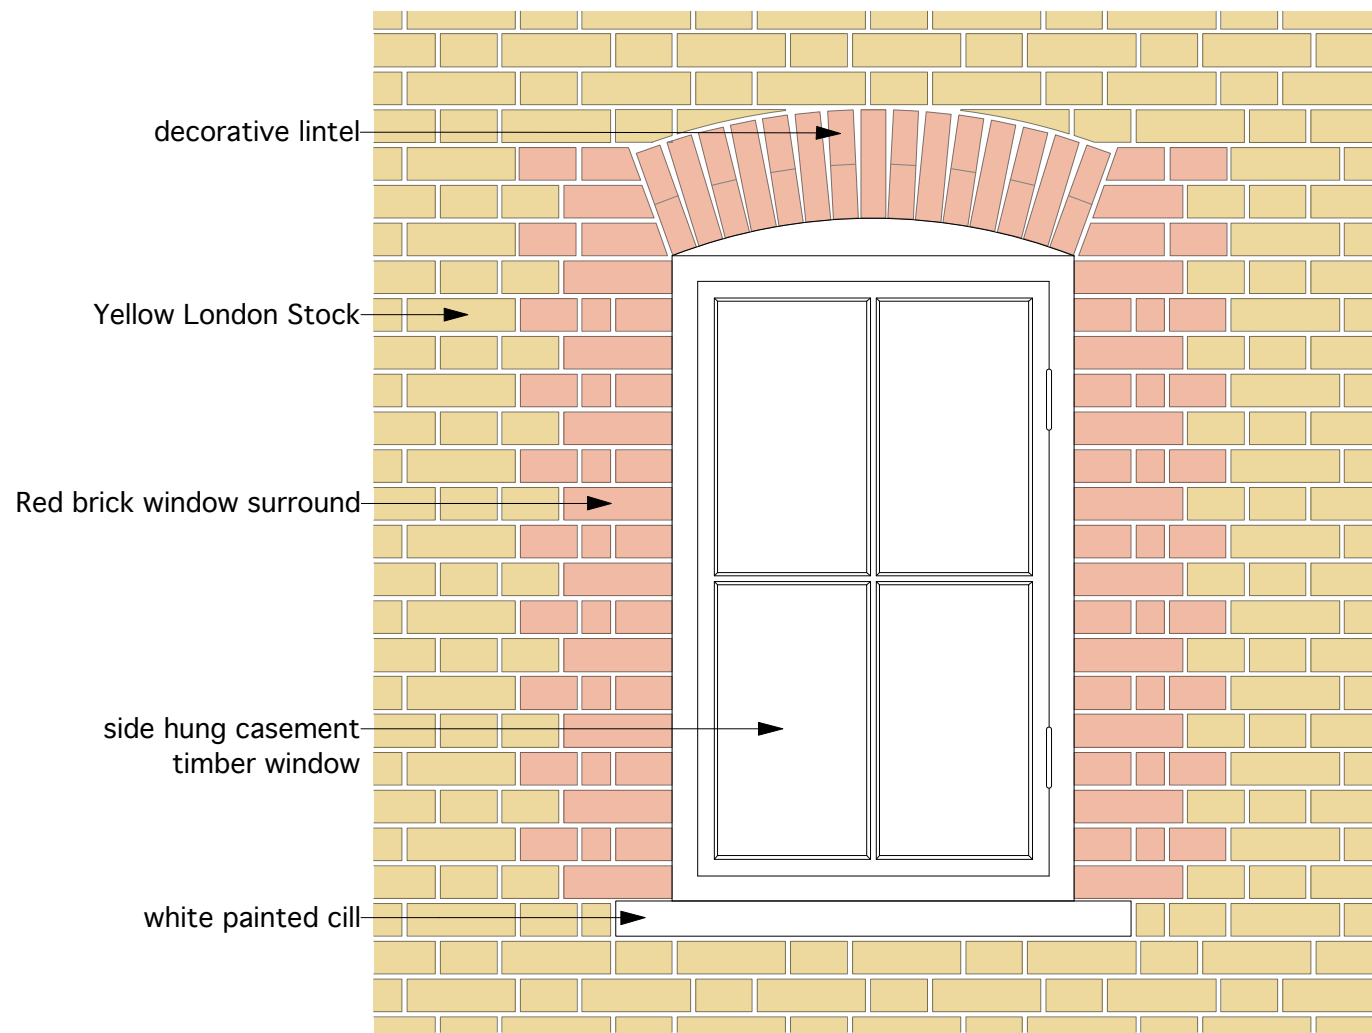 decorative lintel
Yellow London Stock
Red brick window surround
side hung casement
timber window
white painted cill